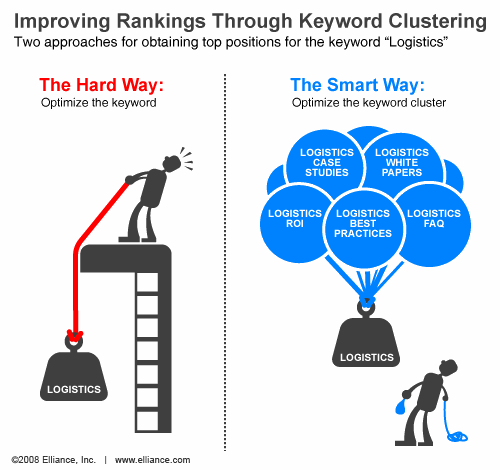 Improving Rankings Through Keyword Clustering
Two approaches for obtaining top positions for the keyword “Logistics”
The Hard Way:
Optimize the keyword
LOGISTICS
The Smart Way:
Optimize the keyword cluster
LOGISTICS
CASE
STUDIES
LOGISTICS
WHITE
PAPERS
LOGISTICS
ROI
LOGISTICS
BEST
PRACTICES
LOGISTICS
FAQ
LOGISTICS
©2008 Elliance, Inc. | www.elliance.com